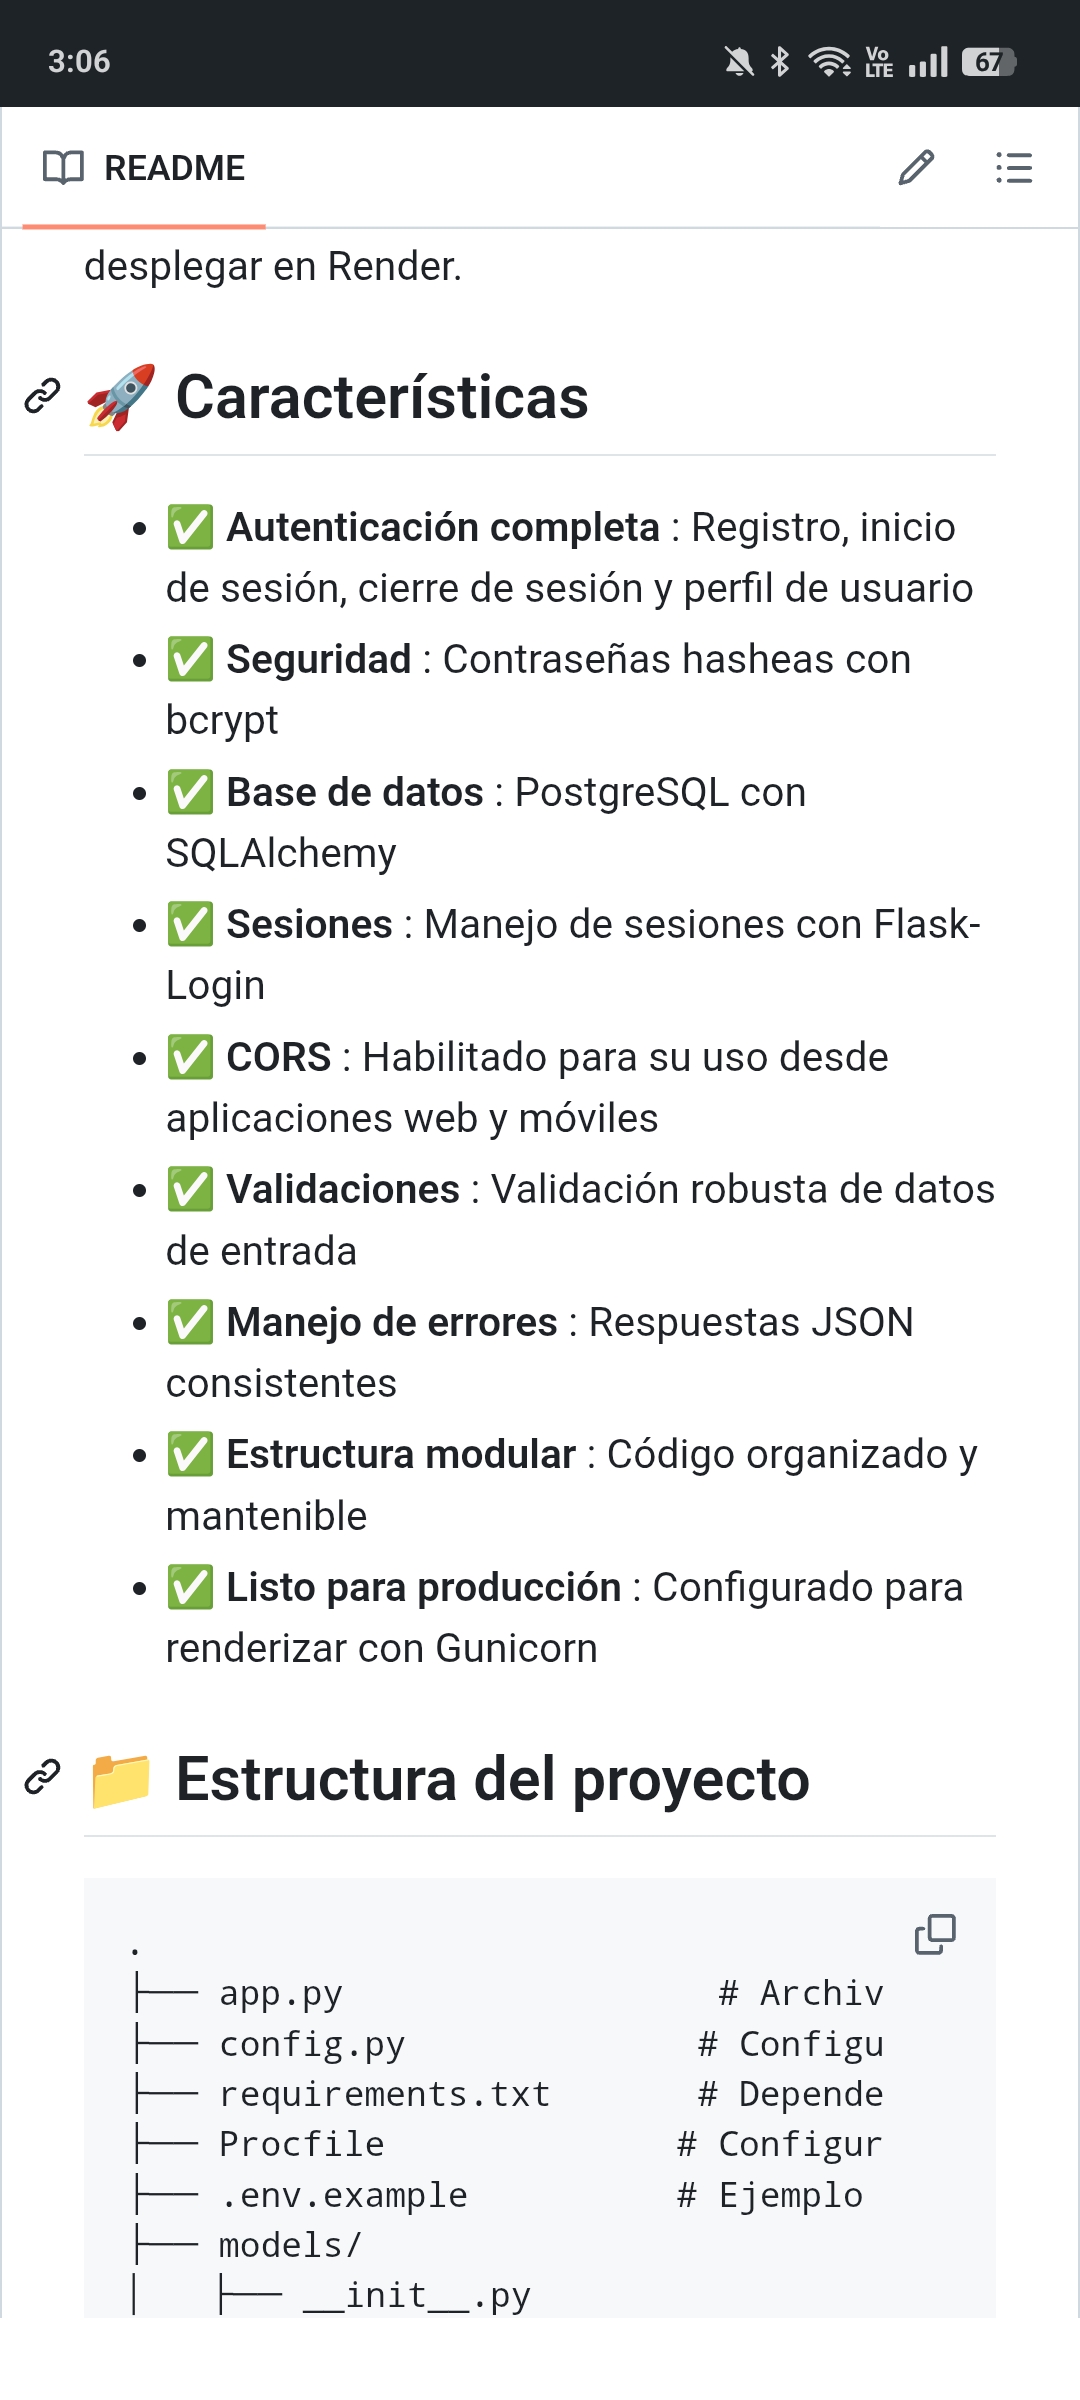 3:06
Vo
LTE
67
README
desplegar en Render.
🚀 Características
• ✅ Autenticación completa : Registro, inicio
de sesión, cierre de sesión y perfil de usuario
• ✅ Seguridad : Contraseñas hasheas con
bcrypt
• ✅ Base de datos : PostgreSQL con
SQLAlchemy
• ✅ Sesiones : Manejo de sesiones con Flask-
Login
• ✅ CORS : Habilitado para su uso desde
aplicaciones web y móviles
• ✅ Validaciones : Validación robusta de datos
de entrada
• ✅ Manejo de errores : Respuestas JSON
consistentes
• ✅ Estructura modular : Código organizado y
mantenible
• ✅ Listo para producción : Configurado para
renderizar con Gunicorn
📁 Estructura del proyecto
.
├── app.py                  # Archiv
├── config.py              # Configu
├── requirements.txt       # Depende
├── Procfile              # Configur
├── .env.example          # Ejemplo
├── models/
│   ├── __init__.py